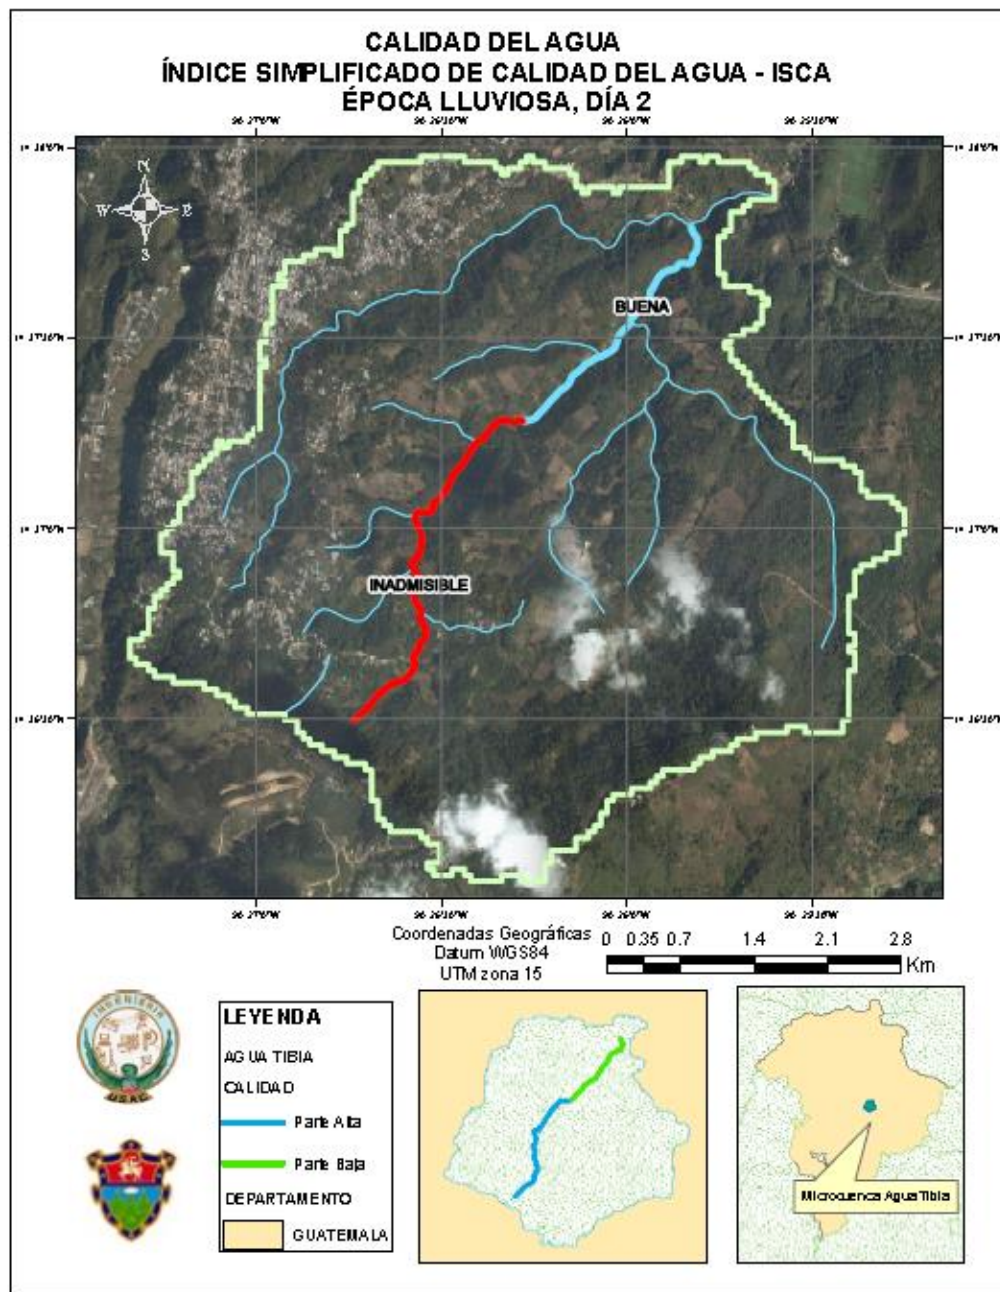 CALIDAD DEL AGUA
ÍNDICE SIMPLIFICADO DE CALIDAD DEL AGUA - ISCA
ÉPOCA LLUVIOSA, DÍA 2
N
W E
S
BUENA
INADMISIBLE
Coordenadas Geográficas
Datum WGS84
UTM zona 15
0 0.35 0.7 1.4 2.1 2.8
Km
INGENIERIA
USAC
LEYENDA
AGUA TIBIA
CALIDAD
Parte Alta
Parte Baja
DEPARTAMENTO
GUATEMALA
Microcuenca Agua Tibia